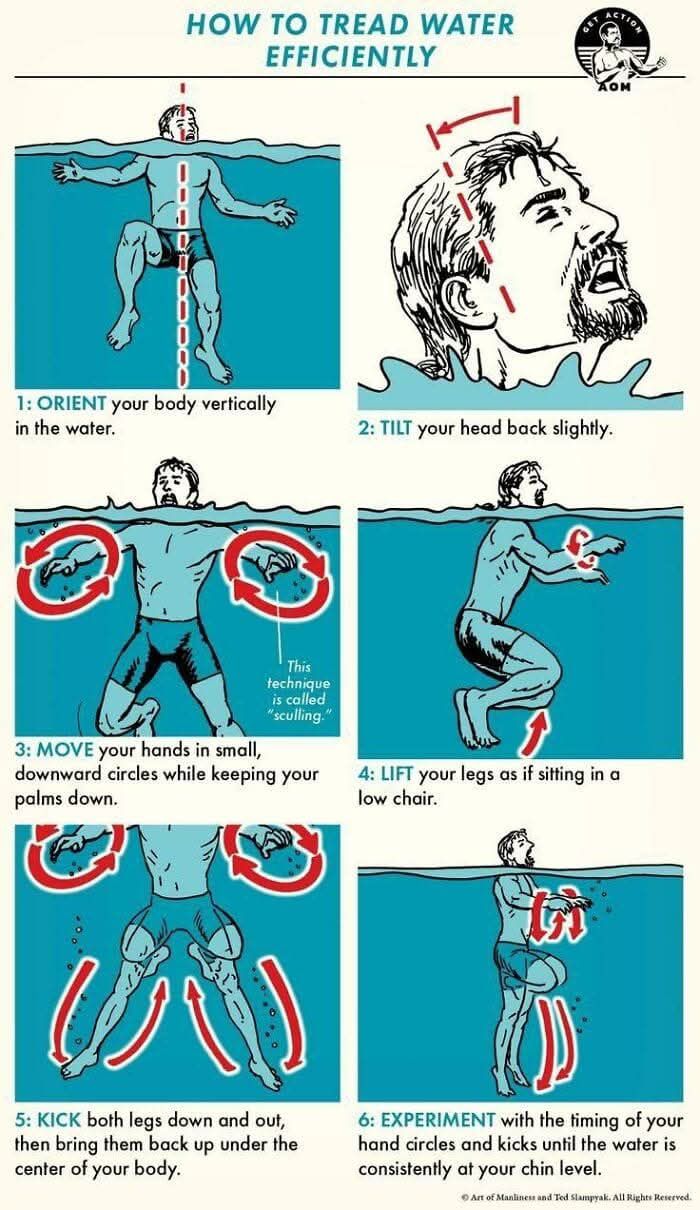 HOW TO TREAD WATER
EFFICIENTLY
GET ACTION
AOM
1: ORIENT your body vertically
in the water.
2: TILT your head back slightly.
This
technique
is called
“sculling.”
3: MOVE your hands in small,
downward circles while keeping your
palms down.
4: LIFT your legs as if sitting in a
low chair.
5: KICK both legs down and out,
then bring them back up under the
center of your body.
6: EXPERIMENT with the timing of your
hand circles and kicks until the water is
consistently at your chin level.
© Art of Manliness and Ted Slampyak. All Rights Reserved.